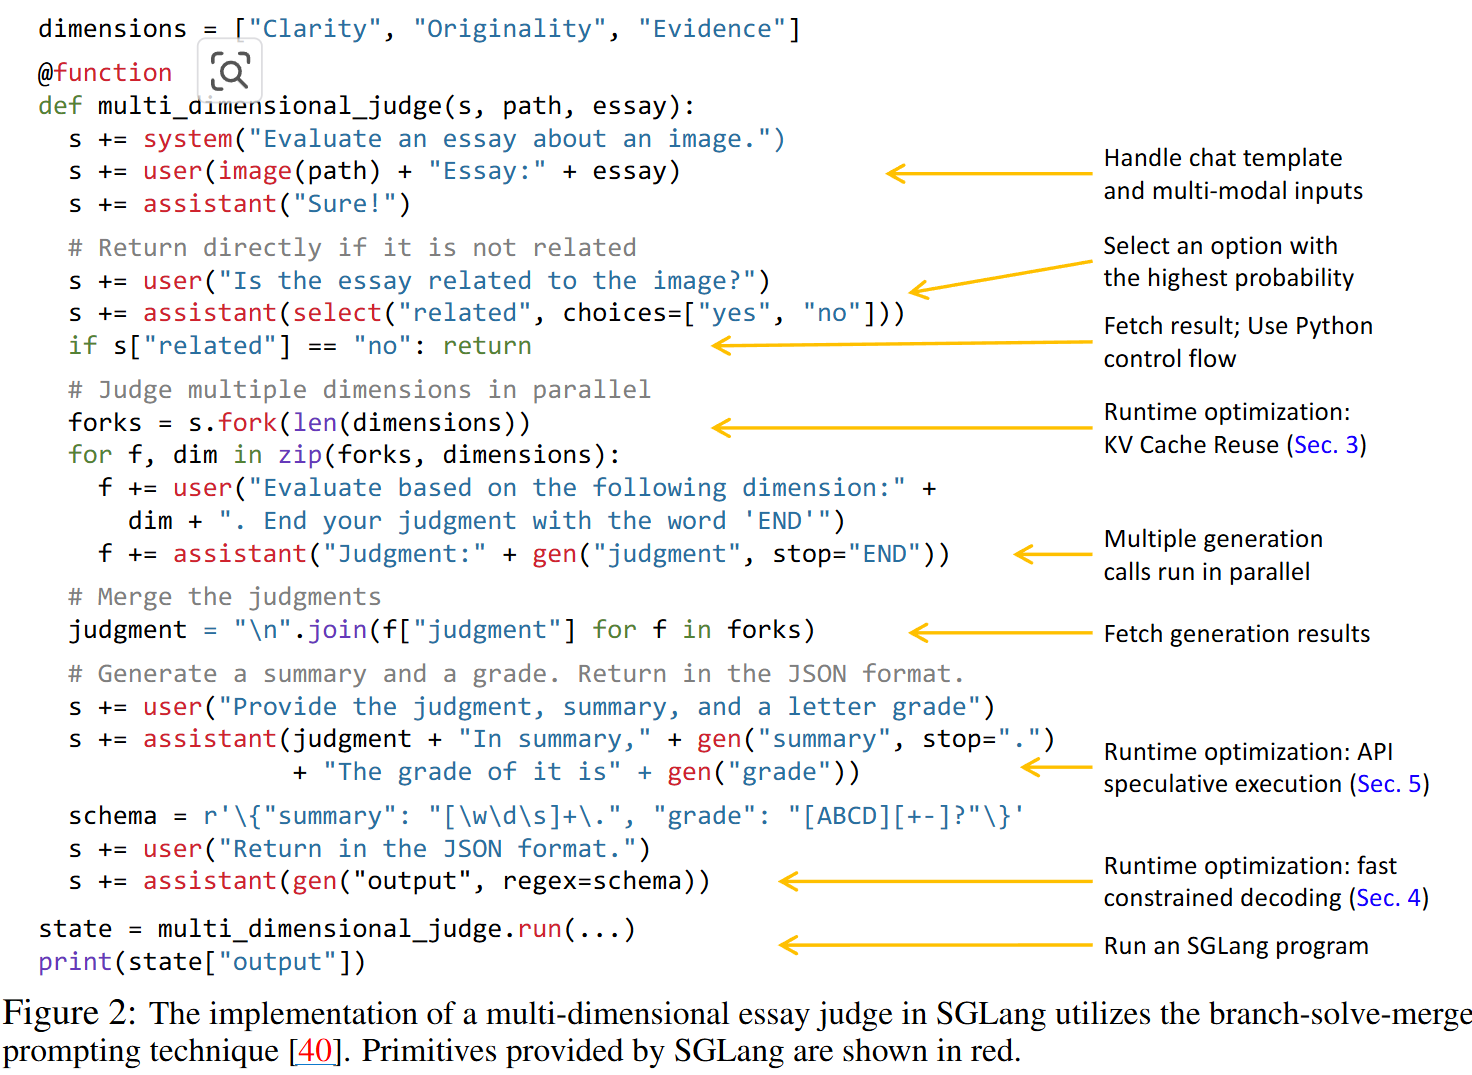 dimensions = ["Clarity", "Originality", "Evidence"]
@function
def multi_dimensional_judge(s, path, essay):
  s += system("Evaluate an essay about an image.")
  s += user(image(path) + "Essay:" + essay)
  s += assistant("Sure!")
Handle chat template
and multi-modal inputs
  # Return directly if it is not related
  s += user("Is the essay related to the image?")
  s += assistant(select("related", choices=["yes", "no"]))
  if s["related"] == "no": return
Select an option with
the highest probability
Fetch result; Use Python
control flow
  # Judge multiple dimensions in parallel
  forks = s.fork(len(dimensions))
  for f, dim in zip(forks, dimensions):
    f += user("Evaluate based on the following dimension:" +
      dim + ". End your judgment with the word 'END'")
    f += assistant("Judgment:" + gen("judgment", stop="END"))
Runtime optimization:
KV Cache Reuse (Sec. 3)
Multiple generation
calls run in parallel
  # Merge the judgments
  judgment = "\n".join(f["judgment"] for f in forks)
Fetch generation results
  # Generate a summary and a grade. Return in the JSON format.
  s += user("Provide the judgment, summary, and a letter grade")
  s += assistant(judgment + "In summary," + gen("summary", stop=".")
                 + "The grade of it is" + gen("grade"))
Runtime optimization: API
speculative execution (Sec. 5)
  schema = r'\{"summary": "[\w\d\s]+\.", "grade": "[ABCD][+-]?"\}'
  s += user("Return in the JSON format.")
  s += assistant(gen("output", regex=schema))
Runtime optimization: fast
constrained decoding (Sec. 4)
state = multi_dimensional_judge.run(...)
print(state["output"])
Run an SGLang program
Figure 2: The implementation of a multi-dimensional essay judge in SGLang utilizes the branch-solve-merge
prompting technique [40]. Primitives provided by SGLang are shown in red.